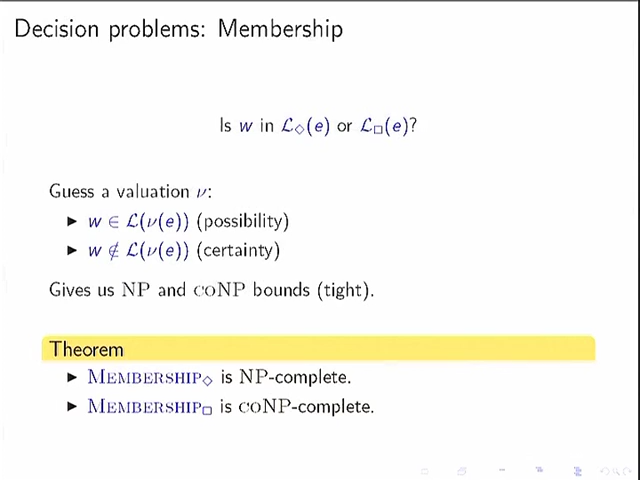 Decision problems: Membership
Is w in ℒ◇(e) or ℒ□(e)?
Guess a valuation ν:
▶ w ∈ ℒ(ν(e)) (possibility)
▶ w ∉ ℒ(ν(e)) (certainty)
Gives us NP and coNP bounds (tight).
Theorem
▶ Membership◇ is NP-complete.
▶ Membership□ is coNP-complete.